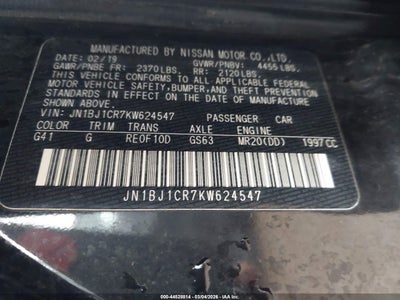 MANUFACTURED BY NISSAN MOTOR CO.,LTD.
DATE: 02/19 GVWR/PNBV: 4455 LBS.
GAWR/PNBE FR: 2370 LBS. RR: 2120 LBS.
THIS VEHICLE CONFORMS TO ALL APPLICABLE FEDERAL
MOTOR VEHICLE SAFETY, BUMPER, AND THEFT PREVENTION
STANDARDS IN EFFECT ON THE DATE OF MANUFACTURE
SHOWN ABOVE.
VIN: JN1BJ1CR7KW624547 PASSENGER CAR
COLOR TRIM TRANS AXLE ENGINE
G41 G RE0F10D GS63 MR20(DD) 1997CC
JN1BJ1CR7KW624547
000-44528814 - 03/04/2026 - IAA Inc.